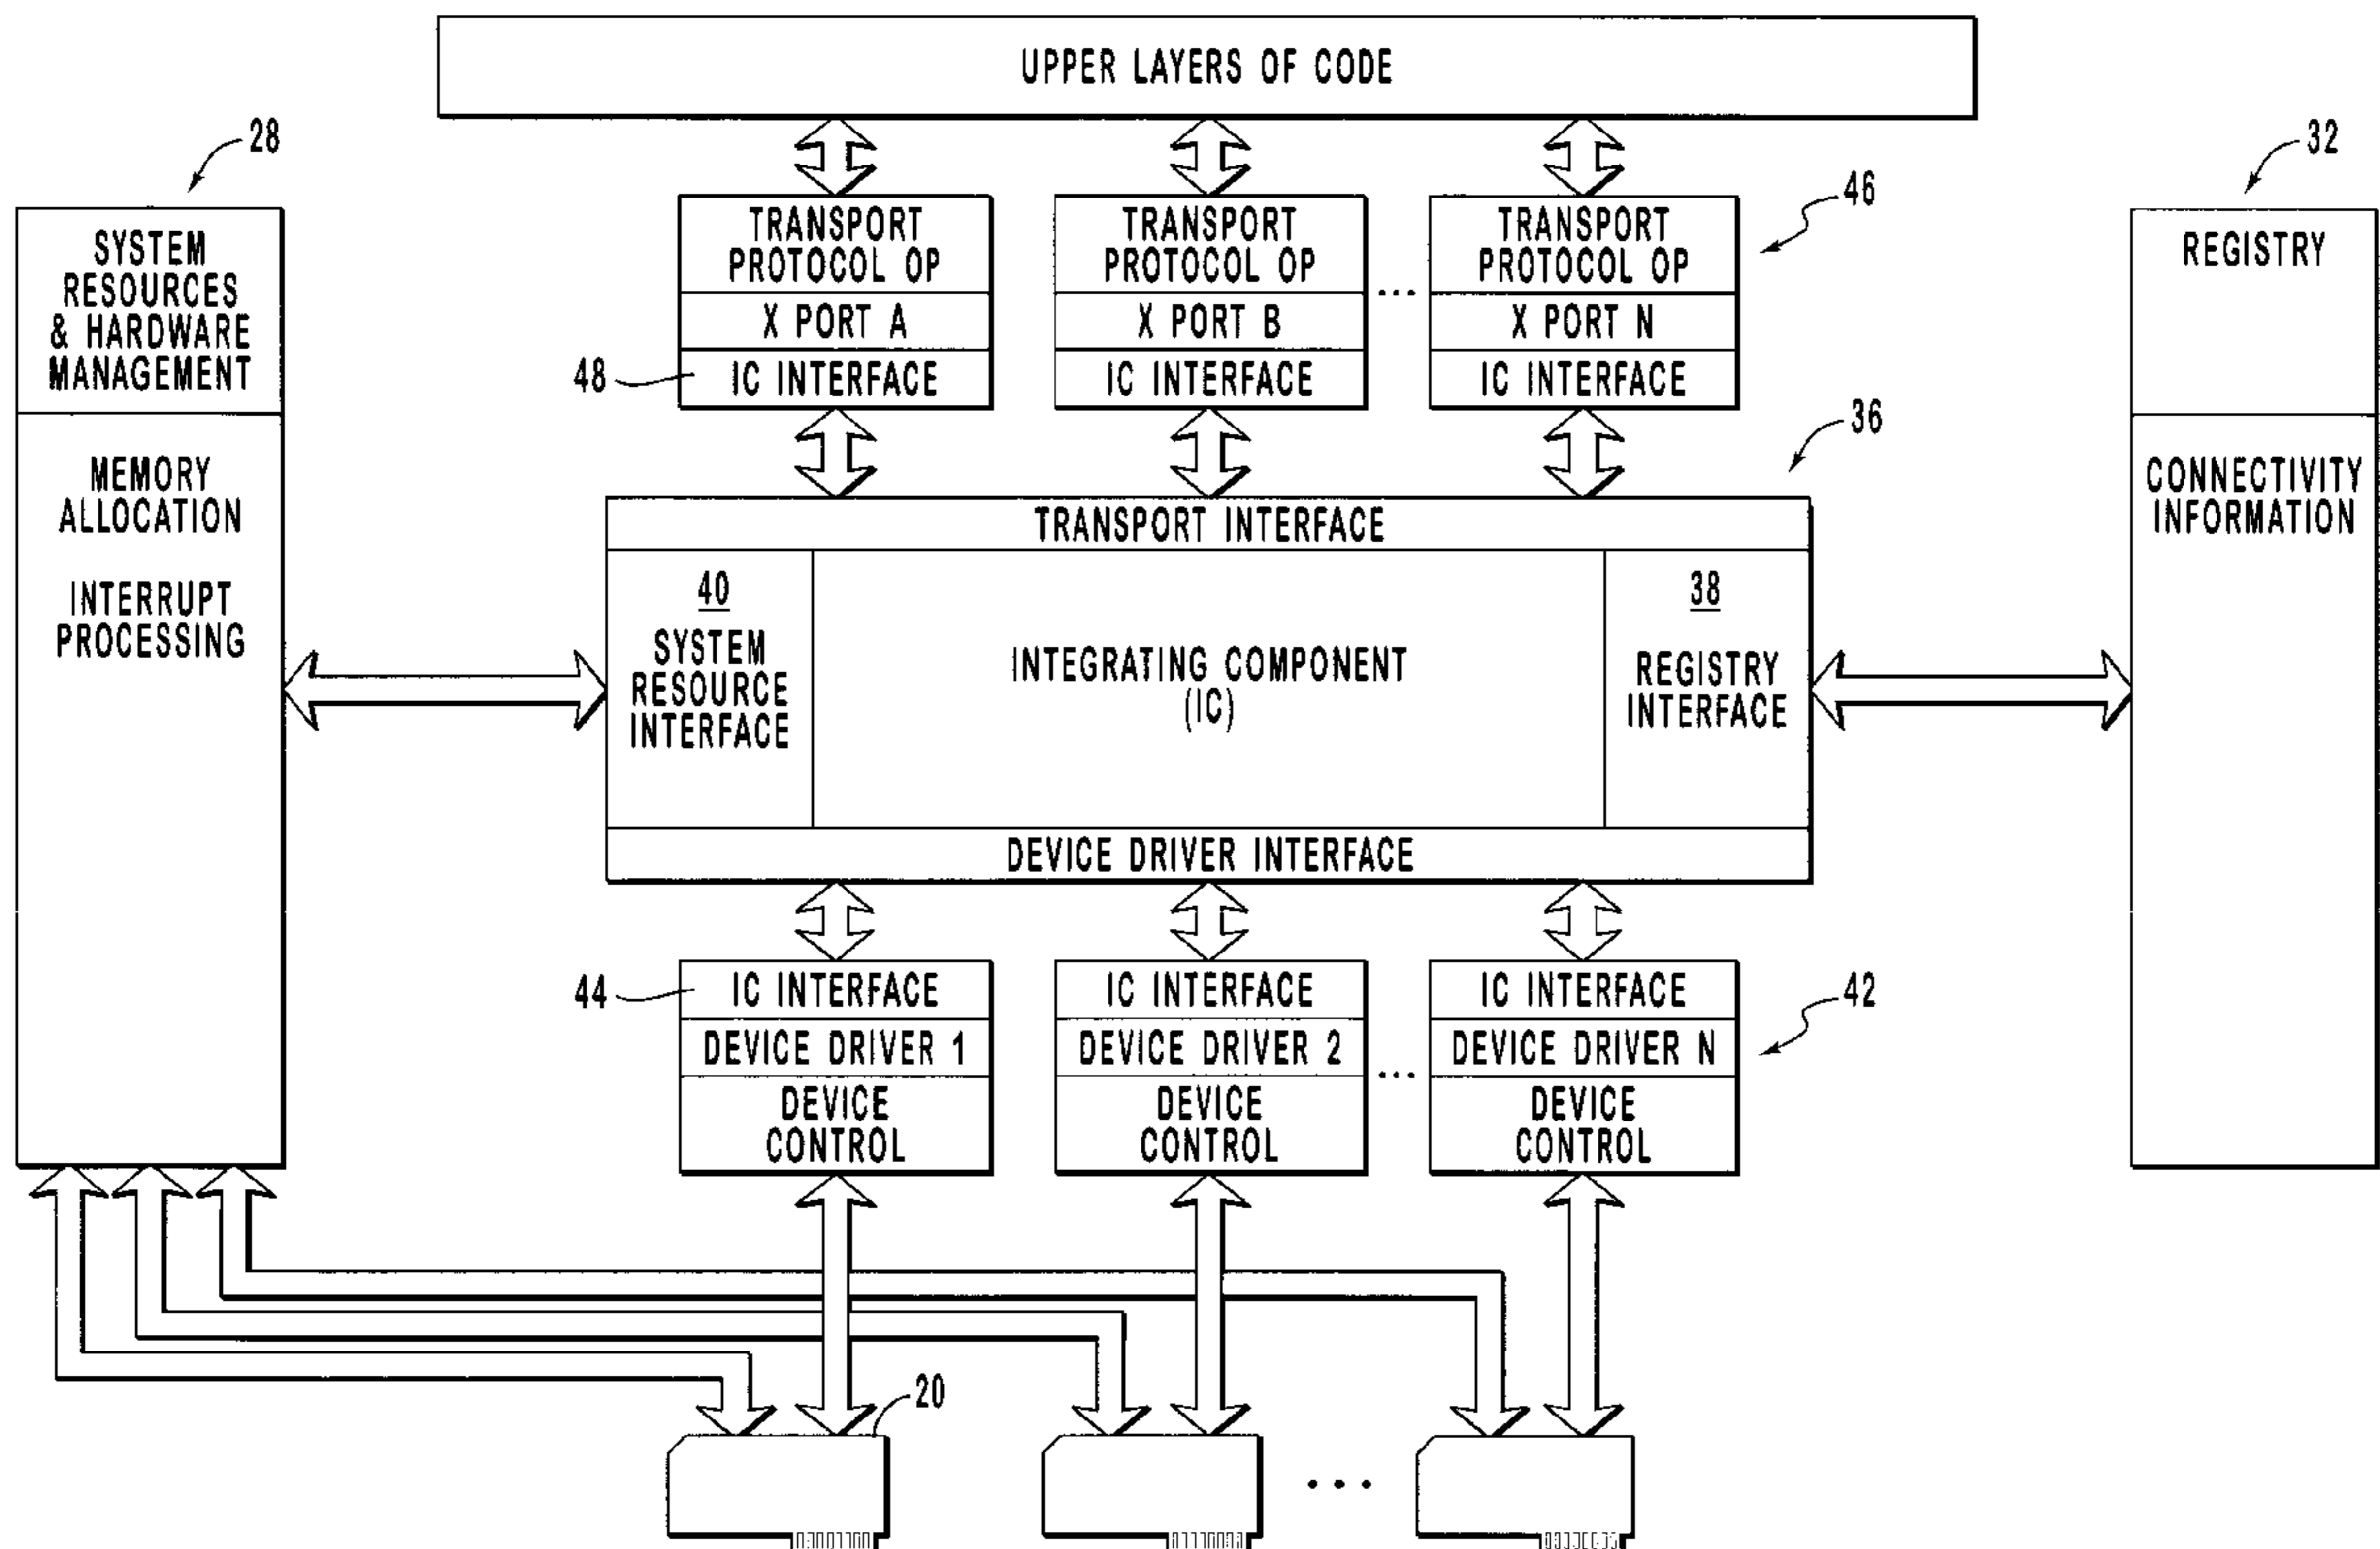 UPPER LAYERS OF CODE
28
SYSTEM
RESOURCES
& HARDWARE
MANAGEMENT
MEMORY
ALLOCATION
INTERRUPT
PROCESSING
TRANSPORT
PROTOCOL OP
X PORT A
IC INTERFACE
48
TRANSPORT
PROTOCOL OP
X PORT B
IC INTERFACE
...
TRANSPORT
PROTOCOL OP
X PORT N
IC INTERFACE
46
32
REGISTRY
CONNECTIVITY
INFORMATION
36
TRANSPORT INTERFACE
40
SYSTEM
RESOURCE
INTERFACE
INTEGRATING COMPONENT
(IC)
38
REGISTRY
INTERFACE
DEVICE DRIVER INTERFACE
44
IC INTERFACE
DEVICE DRIVER 1
DEVICE
CONTROL
IC INTERFACE
DEVICE DRIVER 2
DEVICE
CONTROL
...
IC INTERFACE
DEVICE DRIVER N
DEVICE
CONTROL
42
20
...